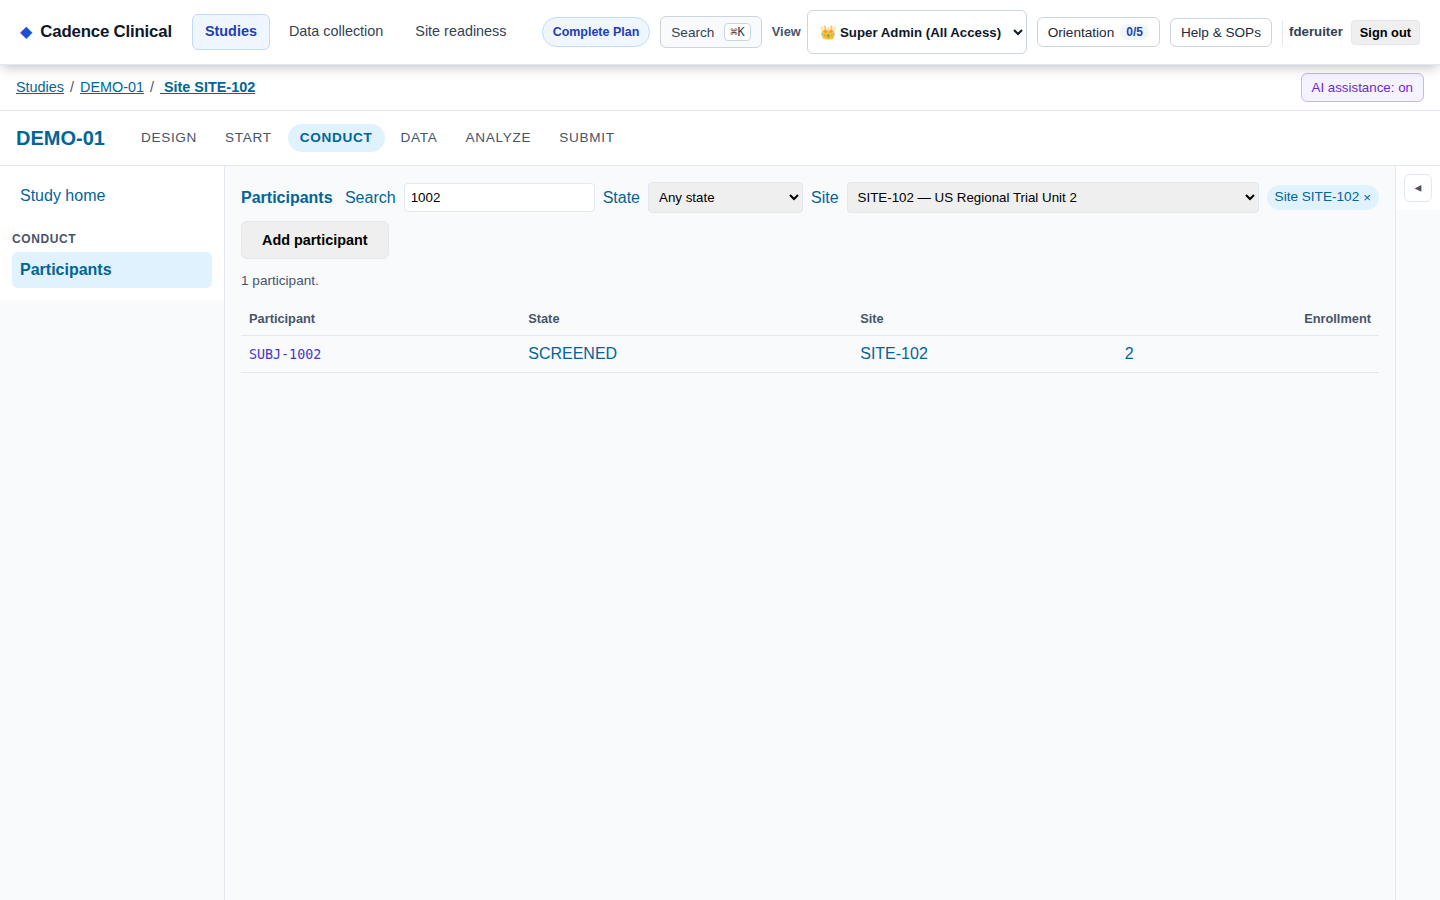 ◆ Cadence Clinical Studies Data collection Site readiness Complete Plan Search ⌘K View 👑 Super Admin (All Access) Orientation 0/5 Help & SOPs fderuiter Sign out
Studies / DEMO-01 / Site SITE-102 AI assistance: on
DEMO-01 DESIGN START CONDUCT DATA ANALYZE SUBMIT
Study home
CONDUCT
Participants
Participants Search 1002 State Any state Site SITE-102 — US Regional Trial Unit 2 Site SITE-102 ×
Add participant
1 participant.
Participant State Site Enrollment
SUBJ-1002 SCREENED SITE-102 2
◀